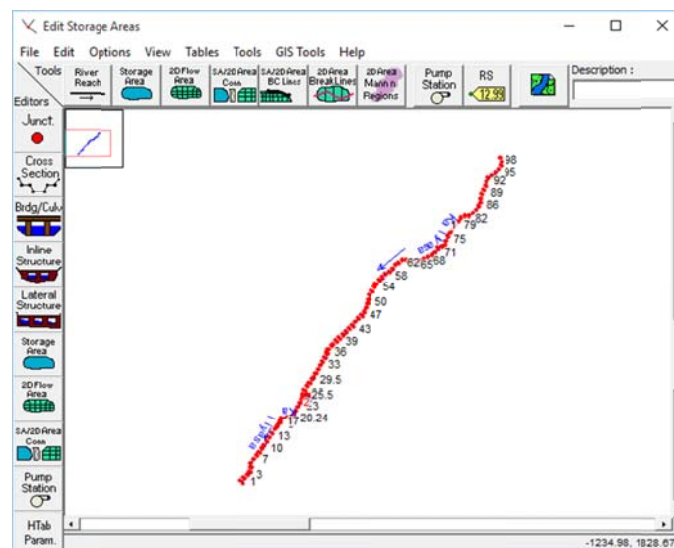 Edit Storage Areas
File Edit Options View Tables Tools GIS Tools Help
Tools
Editors
River
Reach
Storage
Area
2D Flow
Area
SA/2D Area
Conn
SA/2D Area
BC Lines
2D Area
BreakLines
2D Area
Mann n
Regions
Pump
Station
RS
12.99
Description :
Junct.
Cross
Section
Brdg/Culv
Inline
Structure
Lateral
Structure
Storage
Area
2D Flow
Area
SA/2D Area
Conn
Pump
Station
HTab
Param.
98
95
92
89
86
82
79
75
71
68
65
62
58
54
50
47
43
39
36
33
29.5
25.5
20.24
17
13
10
7
3
1
-1234.98, 1828.67